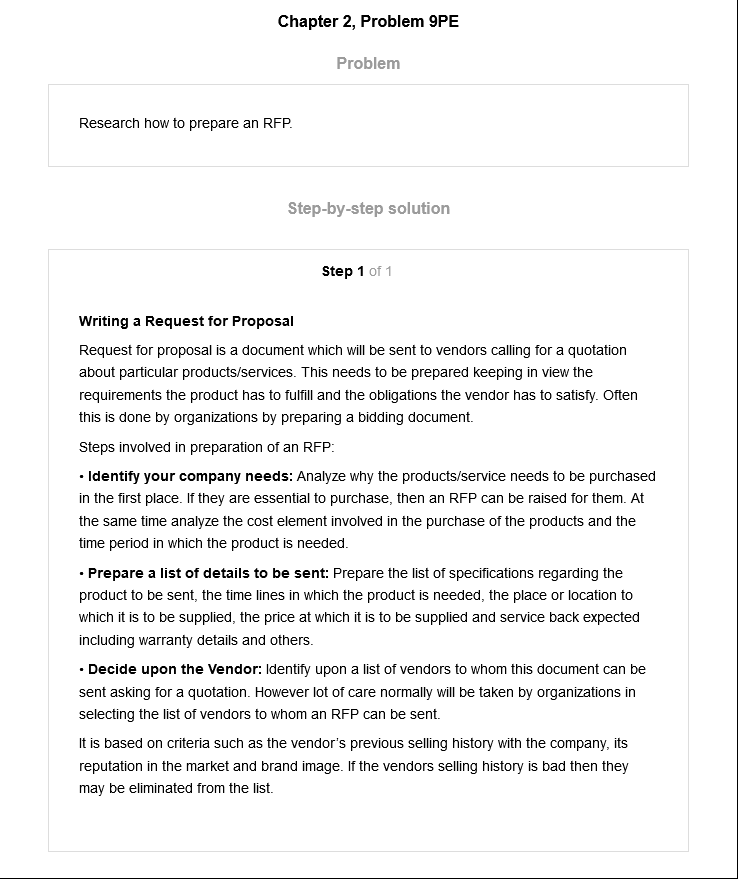 Chapter 2, Problem 9PE
Problem
Research how to prepare an RFP.
Step-by-step solution
Step 1 of 1
Writing a Request for Proposal
Request for proposal is a document which will be sent to vendors calling for a quotation
about particular products/services. This needs to be prepared keeping in view the
requirements the product has to fulfill and the obligations the vendor has to satisfy. Often
this is done by organizations by preparing a bidding document.
Steps involved in preparation of an RFP:
• Identify your company needs: Analyze why the products/service needs to be purchased
in the first place. If they are essential to purchase, then an RFP can be raised for them. At
the same time analyze the cost element involved in the purchase of the products and the
time period in which the product is needed.
• Prepare a list of details to be sent: Prepare the list of specifications regarding the
product to be sent, the time lines in which the product is needed, the place or location to
which it is to be supplied, the price at which it is to be supplied and service back expected
including warranty details and others.
• Decide upon the Vendor: Identify upon a list of vendors to whom this document can be
sent asking for a quotation. However lot of care normally will be taken by organizations in
selecting the list of vendors to whom an RFP can be sent.
It is based on criteria such as the vendor's previous selling history with the company, its
reputation in the market and brand image. If the vendors selling history is bad then they
may be eliminated from the list.